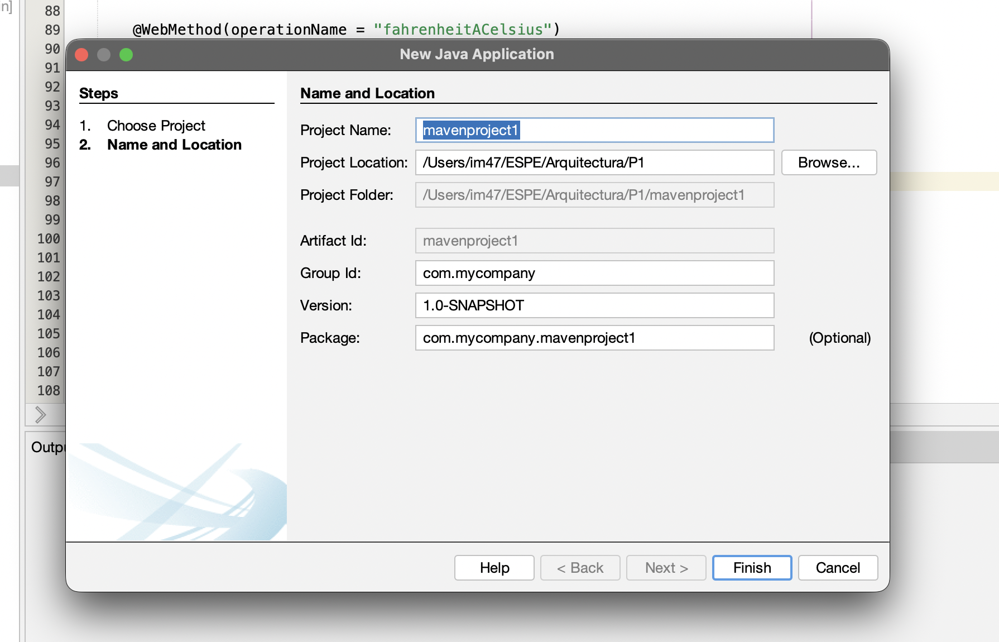 in]
88
89 @WebMethod(operationName = "fahrenheitACelsius")
90
91
92
93
94
95
96
97
98
99
100
101
102
103
104
105
106
107
108
New Java Application
Steps
1. Choose Project
2. Name and Location
Name and Location
Project Name: mavenproject1
Project Location: /Users/im47/ESPE/Arquitectura/P1 Browse...
Project Folder: /Users/im47/ESPE/Arquitectura/P1/mavenproject1
Artifact Id: mavenproject1
Group Id: com.mycompany
Version: 1.0-SNAPSHOT
Package: com.mycompany.mavenproject1 (Optional)
Outpu
Help < Back Next > Finish Cancel